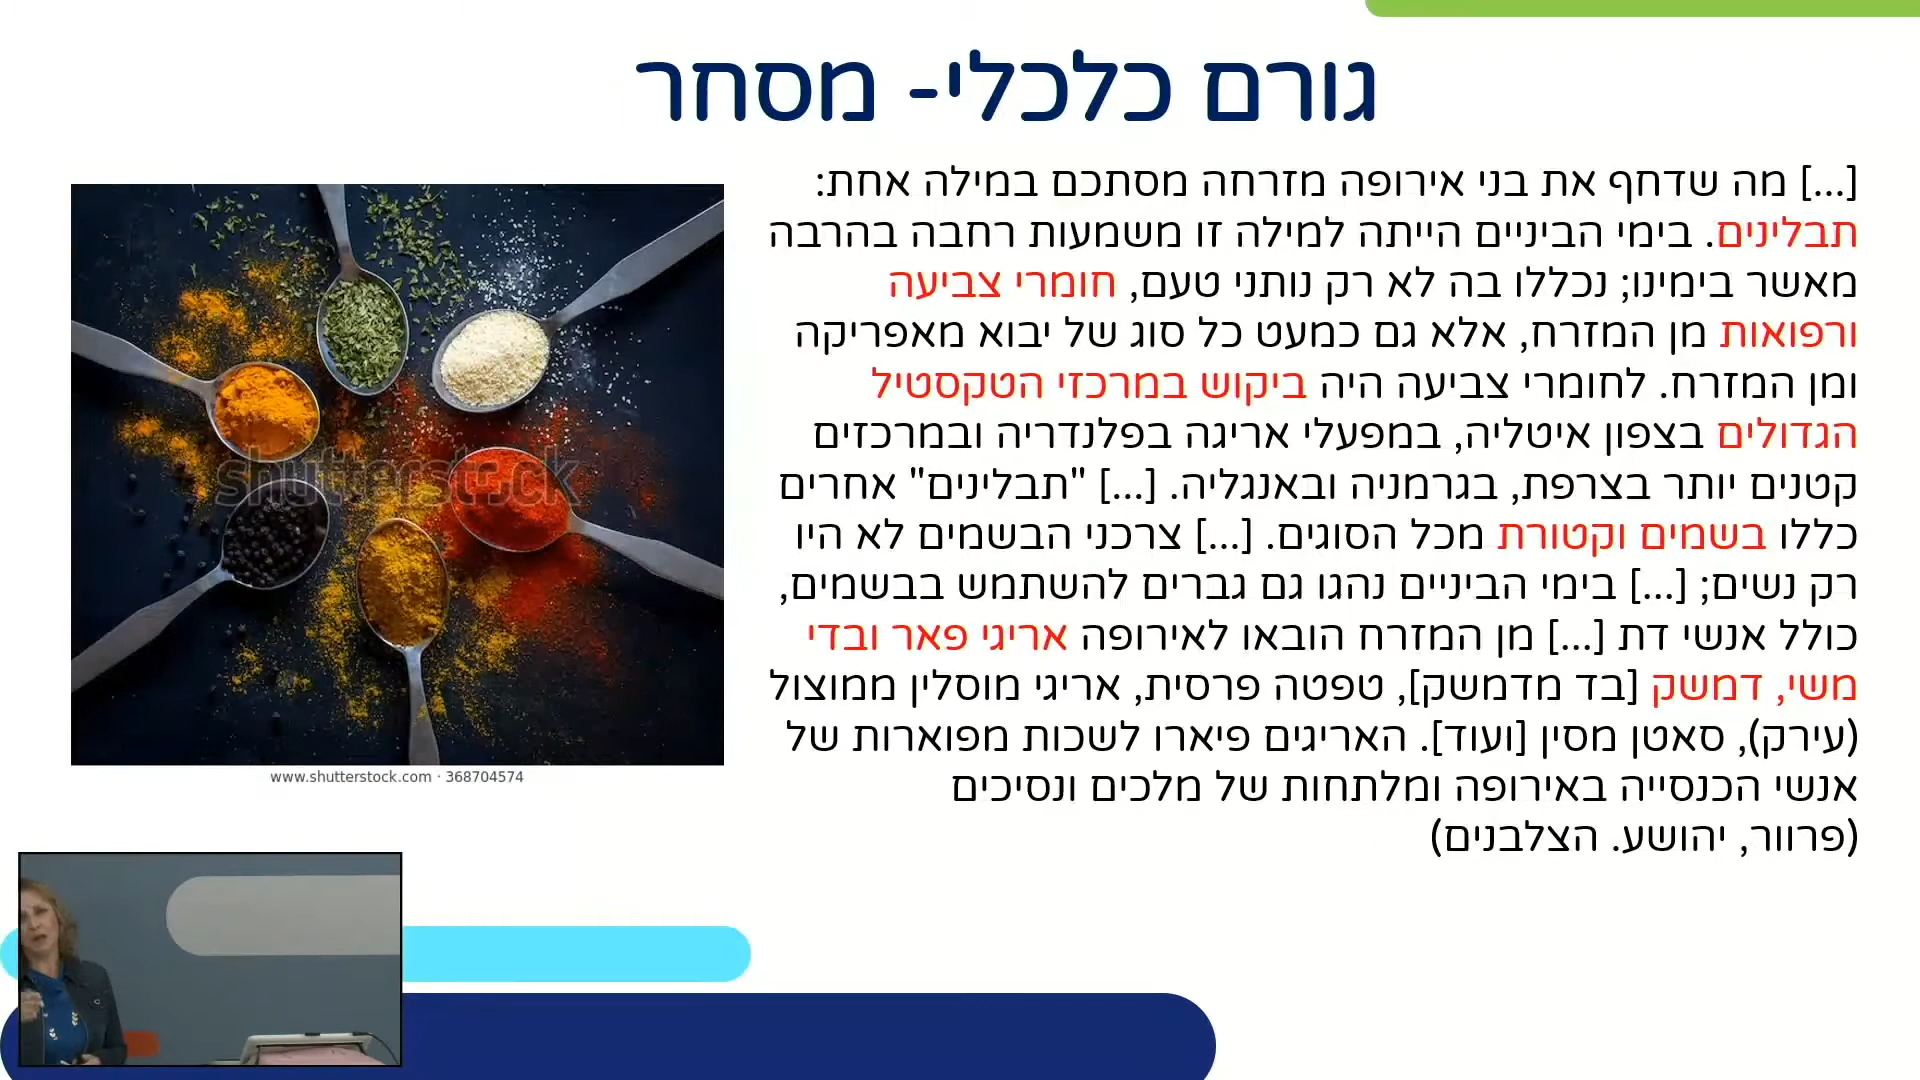 גורם כלכלי- מסחר
[...] מה שדחף את בני אירופה מזרחה מסתכם במילה אחת:
תבלינים. בימי הביניים הייתה למילה זו משמעות רחבה בהרבה
מאשר בימינו; נכללו בה לא רק נותני טעם, חומרי צביעה
ורפואות מן המזרח, אלא גם כמעט כל סוג של יבוא מאפריקה
ומן המזרח. לחומרי צביעה היה ביקוש במרכזי הטקסטיל
הגדולים בצפון איטליה, במפעלי אריגה בפלנדריה ובמרכזים
קטנים יותר בצרפת, בגרמניה ובאנגליה. [...] "תבלינים" אחרים
כללו בשמים וקטורת מכל הסוגים. [...] צרכני הבשמים לא היו
רק נשים; [...] בימי הביניים נהגו גם גברים להשתמש בבשמים,
כולל אנשי דת [...] מן המזרח הובאו לאירופה אריגי פאר ובדי
משי, דמשק [בד מדמשק], טפטה פרסית, אריגי מוסלין ממוצול
(עירק), סאטן מסין [ועוד]. האריגים פיארו לשכות מפוארות של
אנשי הכנסייה באירופה ומלתחות של מלכים ונסיכים
(פרוור, יהושע. הצלבנים)
shutterstock
www.shutterstock.com · 368704574